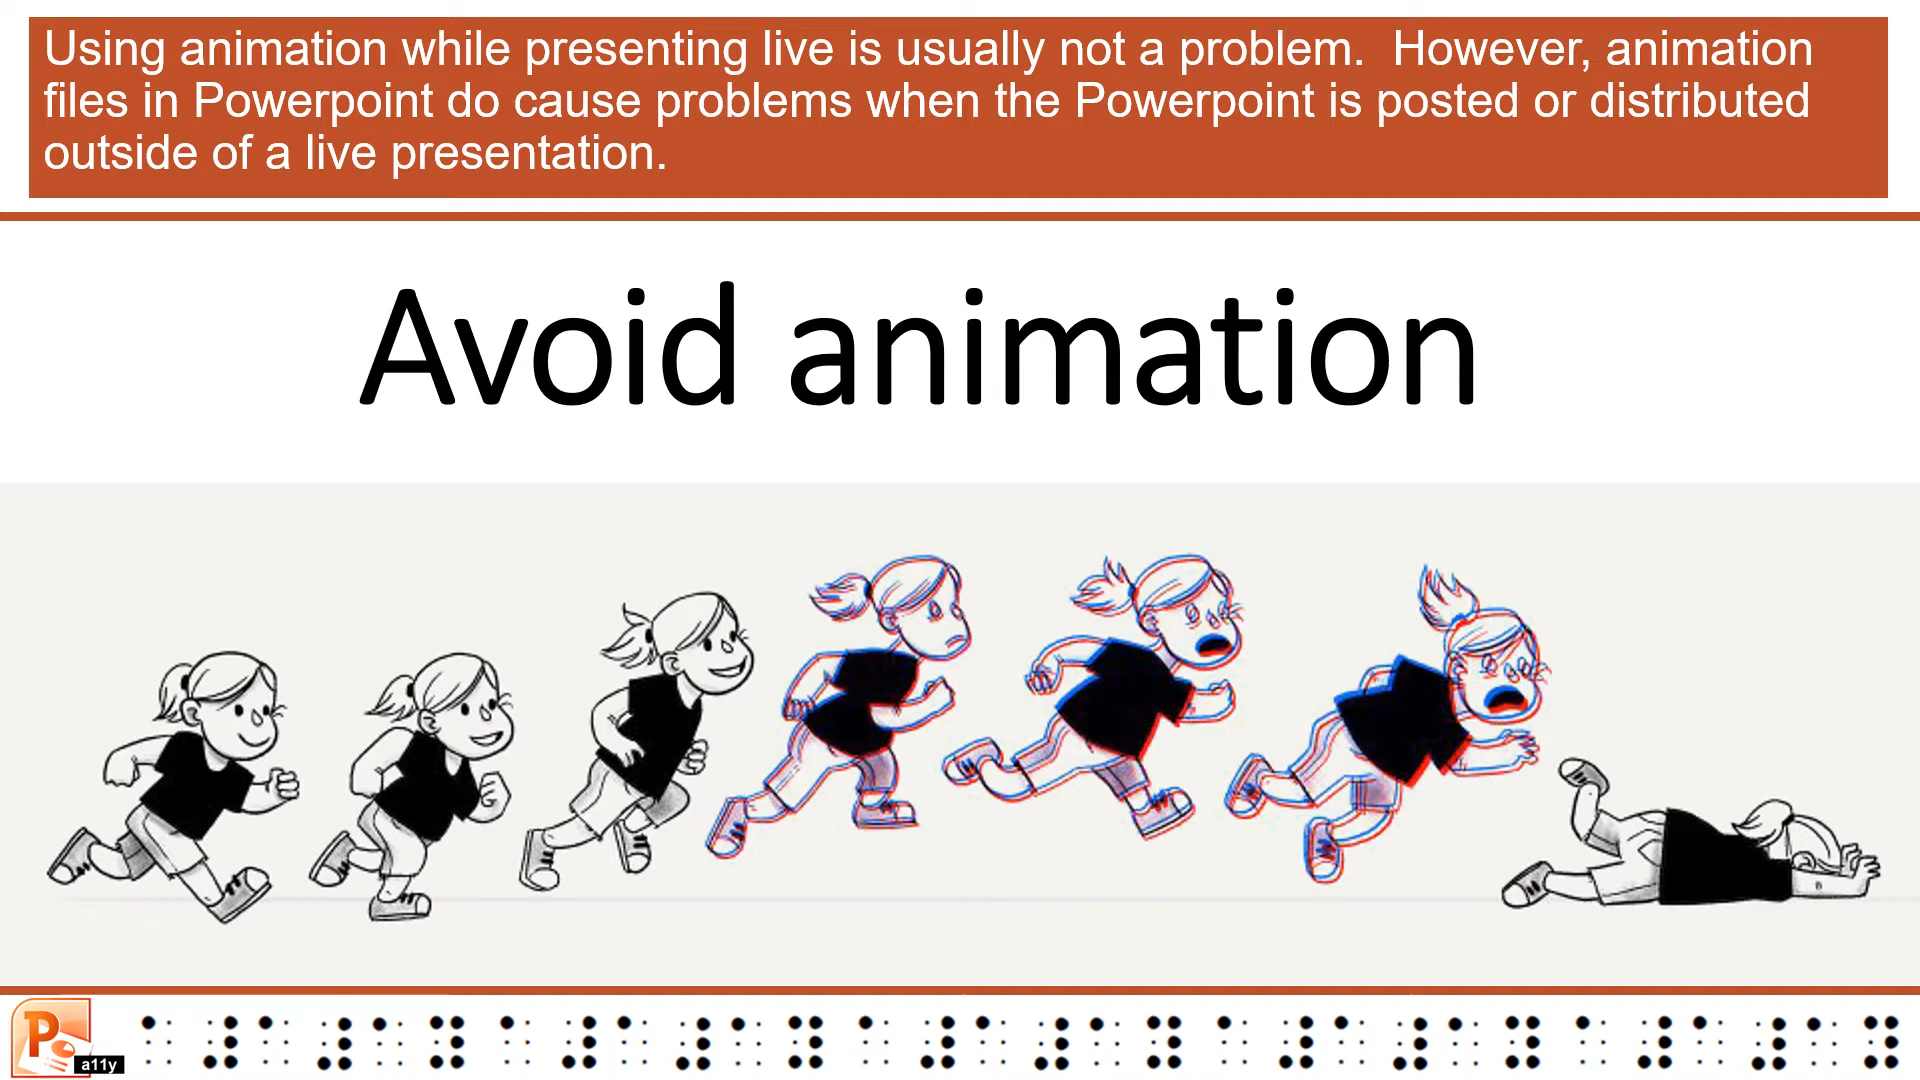 Using animation while presenting live is usually not a problem.  However, animation
files in Powerpoint do cause problems when the Powerpoint is posted or distributed
outside of a live presentation.
Avoid animation
P a11y ⠁⠼⠁⠼⠁⠽⠁⠼⠁⠼⠁⠽⠁⠼⠁⠼⠁⠽⠁⠼⠁⠼⠁⠽⠁⠼⠁⠼⠁⠽